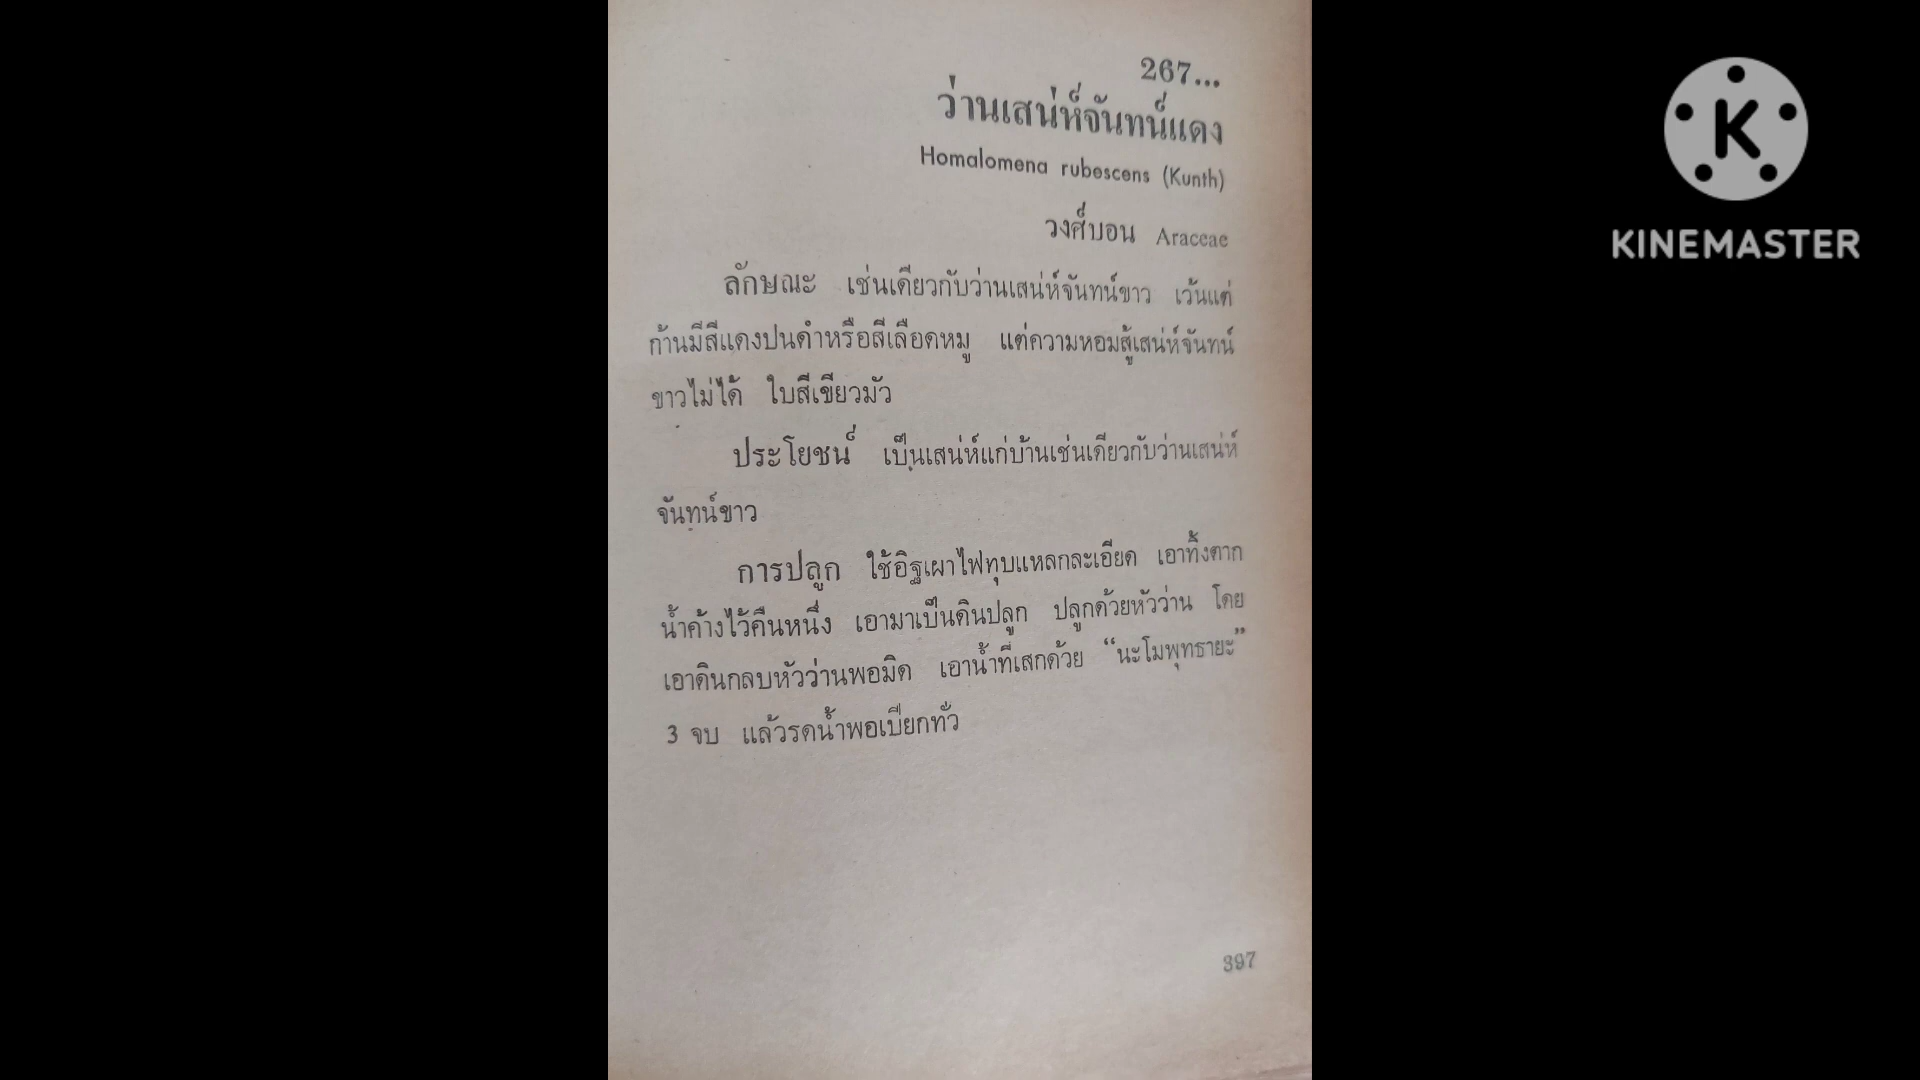 267...
ว่านเสน่ห์จันทน์แดง
Homalomena rubescens (Kunth)
วงศ์บอน Araceae
ลักษณะ เช่นเดียวกับว่านเสน่ห์จันทน์ขาว เว้นแต่
ก้านมีสีแดงปนดำหรือสีเลือดหมู แต่ความหอมสู้เสน่ห์จันทน์
ขาวไม่ได้ ใบสีเขียวมัว
ประโยชน์ เป็นเสน่ห์แก่บ้านเช่นเดียวกับว่านเสน่ห์
จันทน์ขาว
การปลูก ใช้อิฐเผาไฟทุบแหลกละเอียด เอาทิ้งตาก
น้ำค้างไว้คืนหนึ่ง เอามาเป็นดินปลูก ปลูกด้วยหัวว่าน โดย
เอาดินกลบหัวว่านพอมิด เอาน้ำที่เสกด้วย “นะโมพุทธายะ”
3 จบ แล้วรดน้ำพอเปียกทั่ว
397
K
KINEMASTER